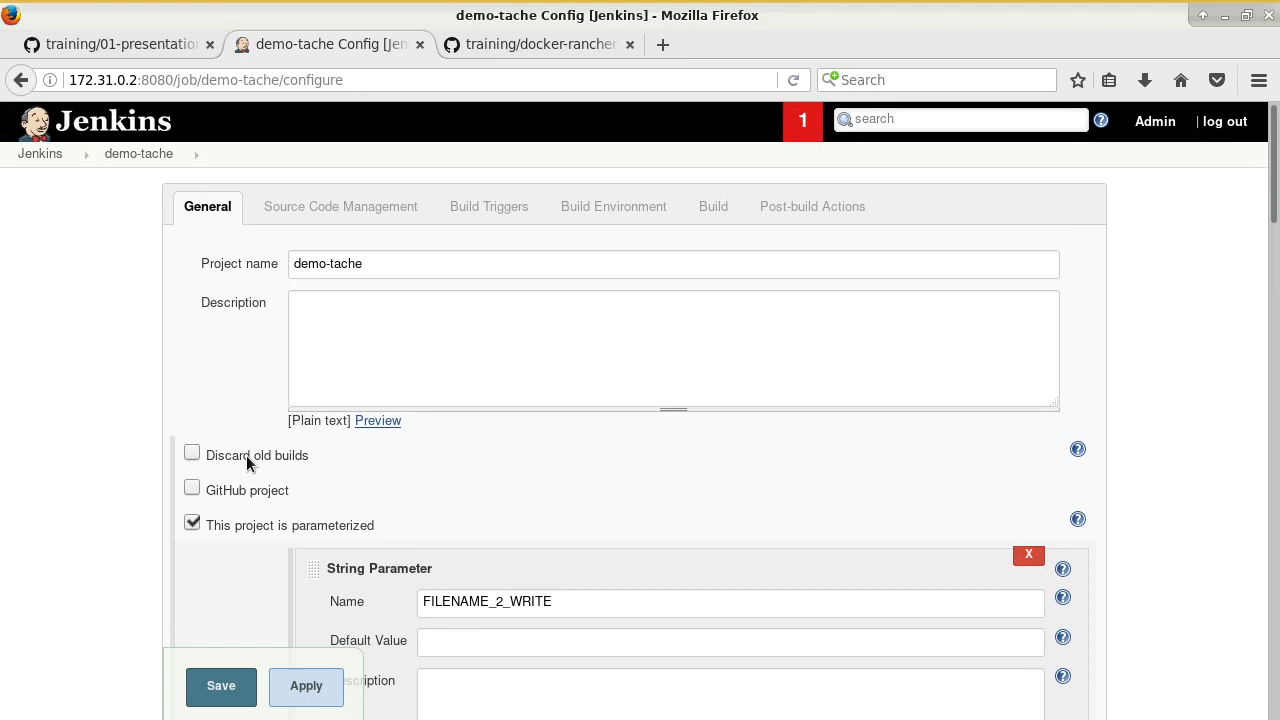 demo-tache Config [Jenkins] - Mozilla Firefox
training/01-presentation
demo-tache Config [Jen
training/docker-rancher
172.31.0.2:8080/job/demo-tache/configure
Search
Jenkins
1
search
Admin
| log out
Jenkins
demo-tache
General
Source Code Management
Build Triggers
Build Environment
Build
Post-build Actions
Project name
demo-tache
Description
[Plain text] Preview
Discard old builds
GitHub project
This project is parameterized
X
String Parameter
Name
FILENAME_2_WRITE
Default Value
Description
Save
Apply